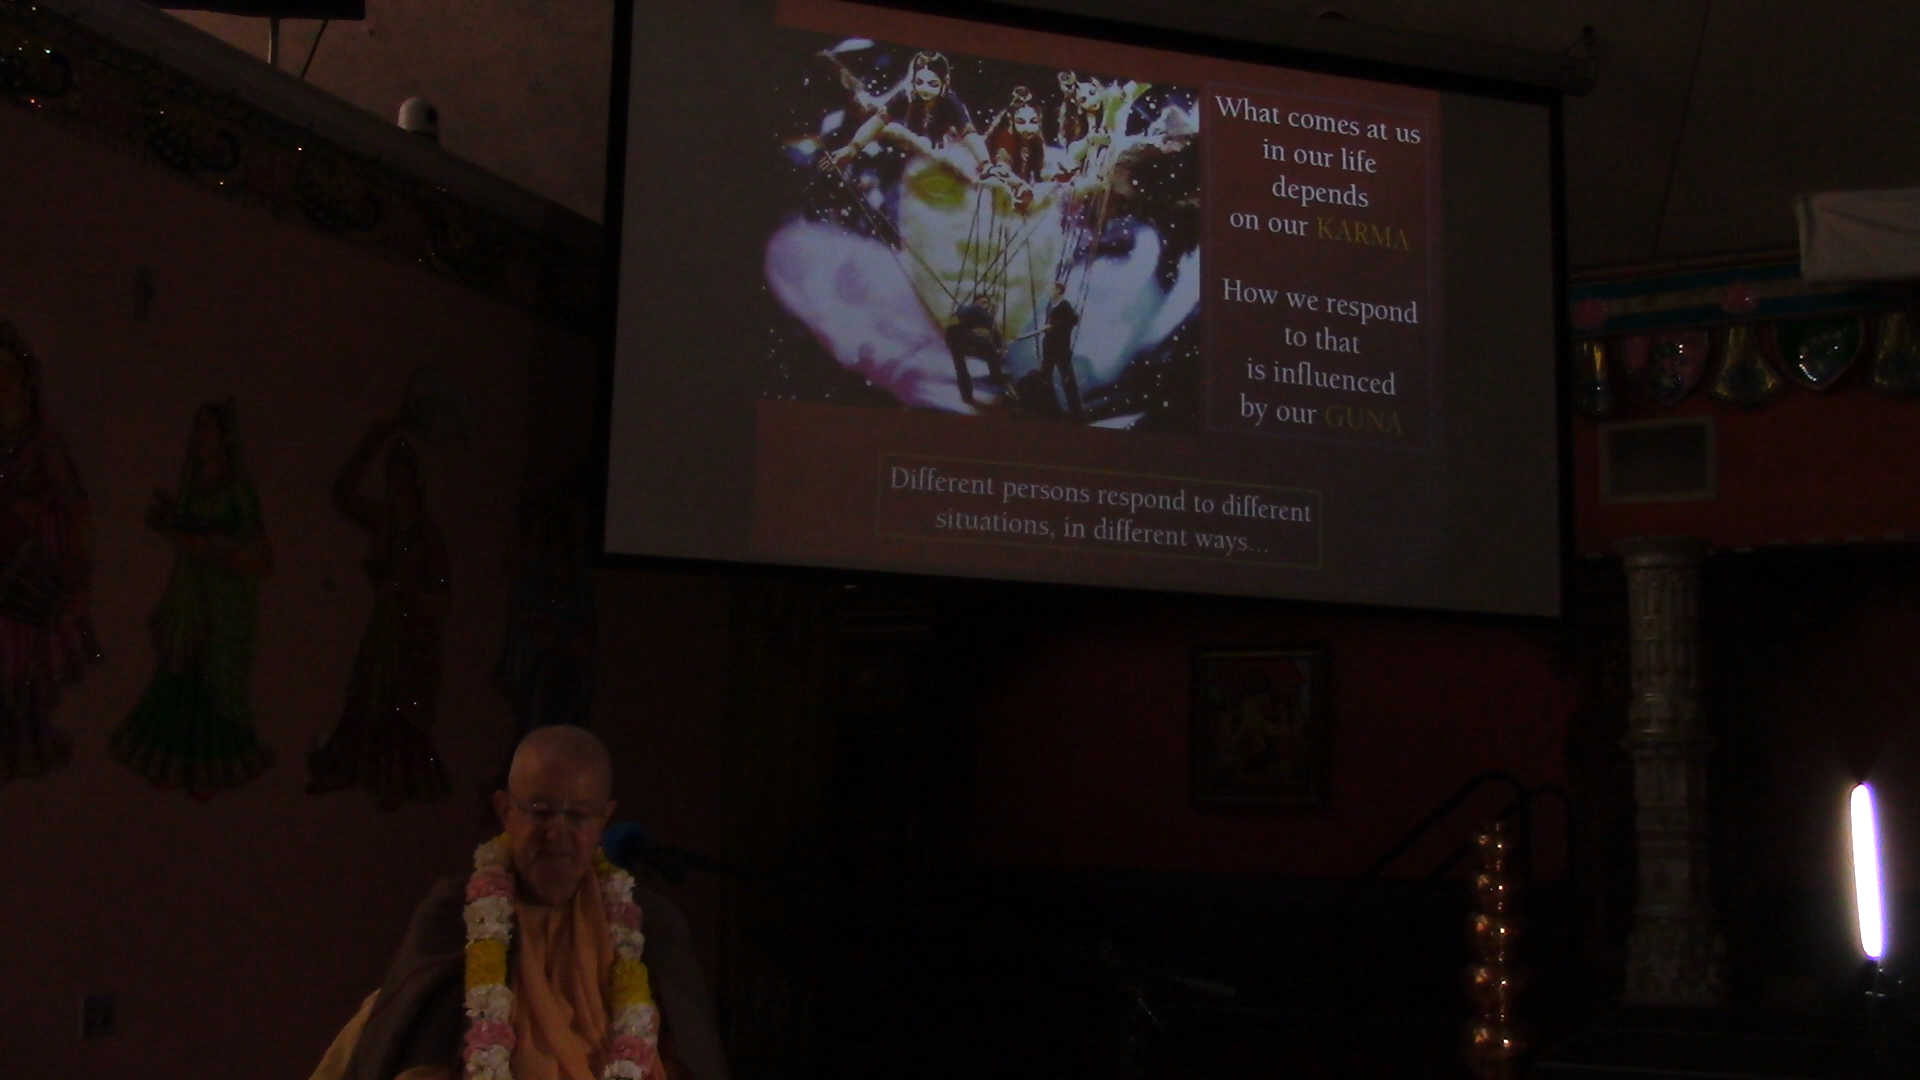 What comes at us
in our life
depends
on our KARMA
How we respond
to that
is influenced
by our GUNA
Different persons respond to different
situations, in different ways...